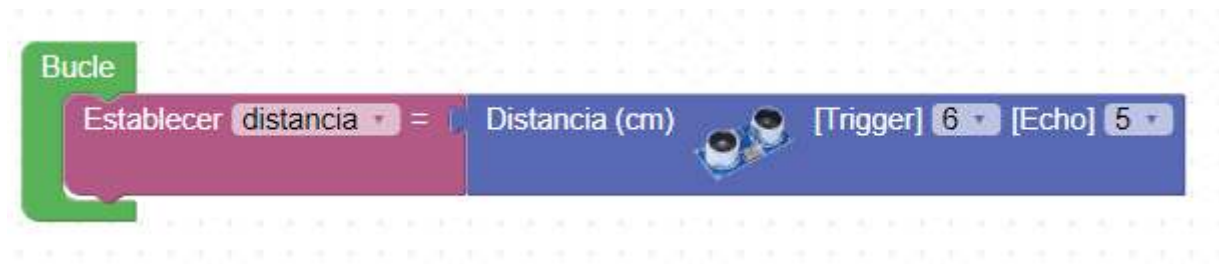 Bucle
Establecer distancia = Distancia (cm) [Trigger] 6 [Echo] 5